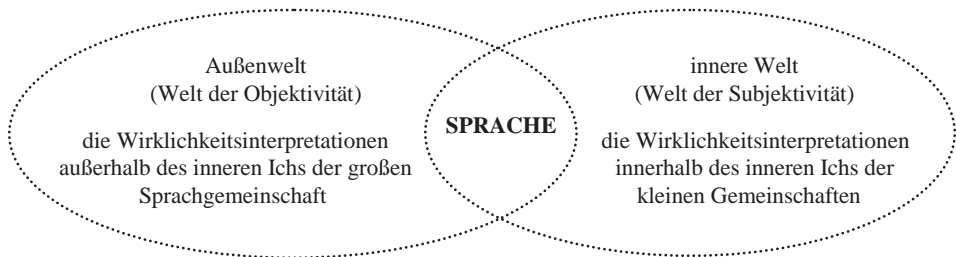 Außenwelt
(Welt der Objektivität)
die Wirklichkeitsinterpretationen
außerhalb des inneren Ichs der großen
Sprachgemeinschaft
SPRACHE
innere Welt
(Welt der Subjektivität)
die Wirklichkeitsinterpretationen
innerhalb des inneren Ichs der
kleinen Gemeinschaften